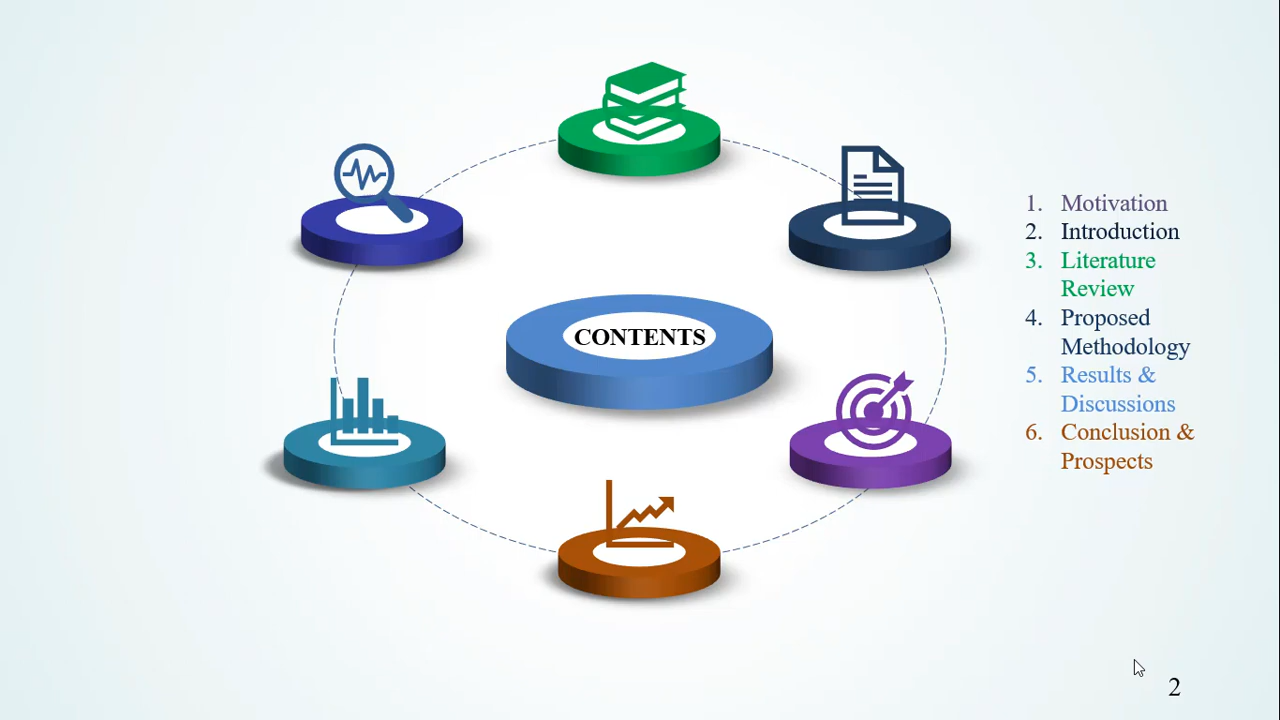 CONTENTS
1. Motivation
2. Introduction
3. Literature
Review
4. Proposed
Methodology
5. Results &
Discussions
6. Conclusion &
Prospects
2